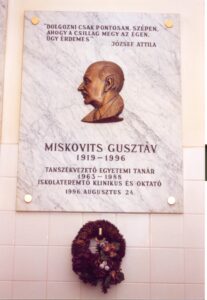 "DOLGOZNI CSAK PONTOSAN, SZÉPEN,
AHOGY A CSILLAG MEGY AZ ÉGEN,
ÚGY ÉRDEMES"
JÓZSEF ATTILA
MISKOVITS GUSZTÁV
1919-1996
TANSZÉKVEZETŐ EGYETEMI TANÁR
1963-1988
ISKOLATEREMTŐ KLINIKUS ÉS OKTATÓ
1996. AUGUSZTUS 24.